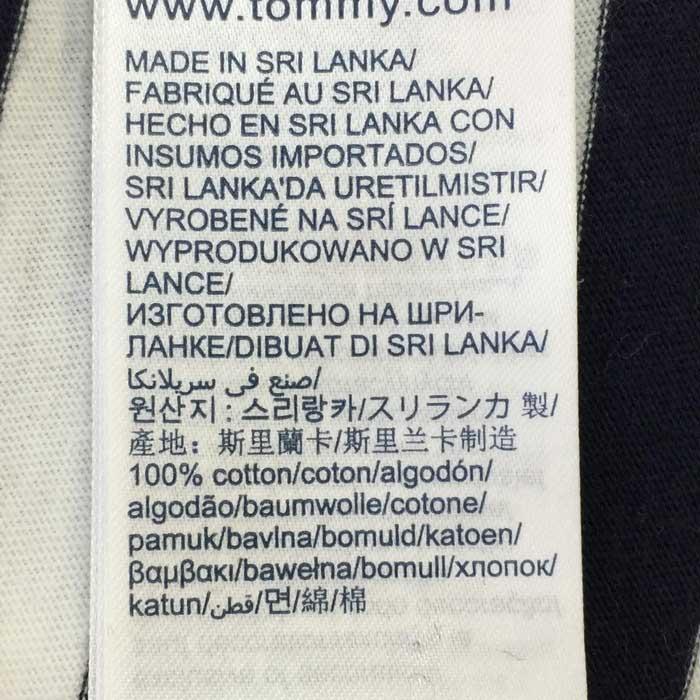 www.tommy.com
MADE IN SRI LANKA/
FABRIQUÉ AU SRI LANKA/
HECHO EN SRI LANKA CON
INSUMOS IMPORTADOS/
SRI LANKA'DA URETILMISTIR/
VYROBENÉ NA SRÍ LANCE/
WYPRODUKOWANO W SRI
LANCE/
ИЗГОТОВЛЕНО НА ШРИ-
ЛАНКЕ/DIBUAT DI SRI LANKA/
صنع في سريلانكا/
원산지 : 스리랑카/スリランカ 製/
產地：斯里蘭卡/斯里兰卡制造
100% cotton/coton/algodón/
algodão/baumwolle/cotone/
pamuk/bavlna/bomuld/katoen/
βαμβακι/bawełna/bomull/хлопок/
katun/قطن/면/綿/棉